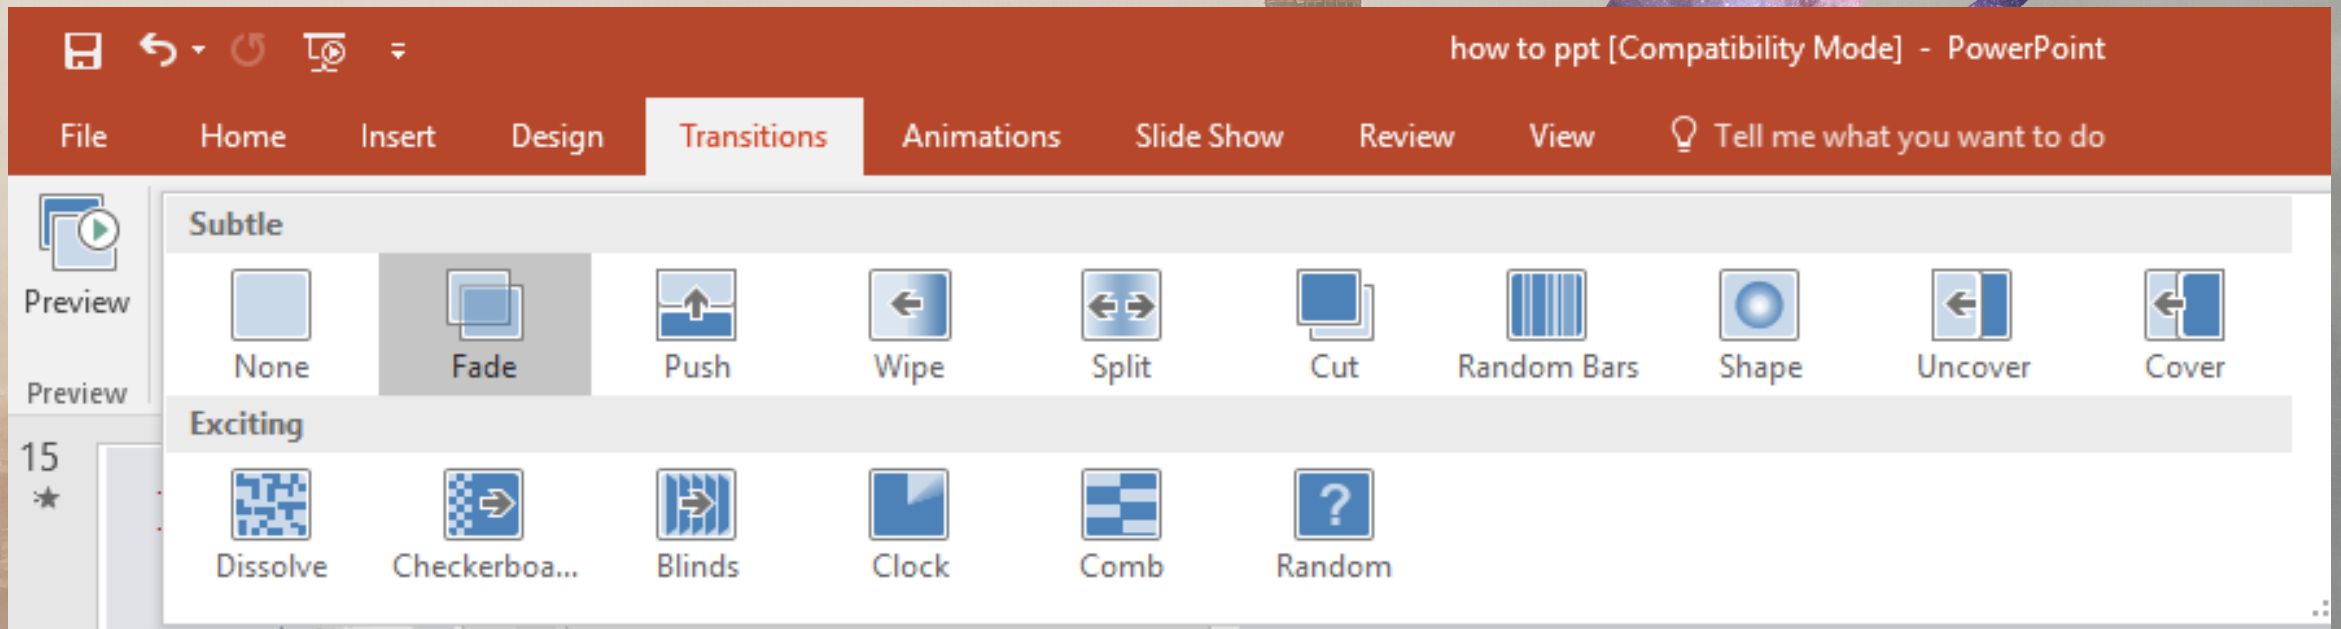 how to ppt [Compatibility Mode] - PowerPoint
File Home Insert Design Transitions Animations Slide Show Review View Tell me what you want to do
Preview
Preview
Subtle
None Fade Push Wipe Split Cut Random Bars Shape Uncover Cover
Exciting
15
Dissolve Checkerboa... Blinds Clock Comb Random
?